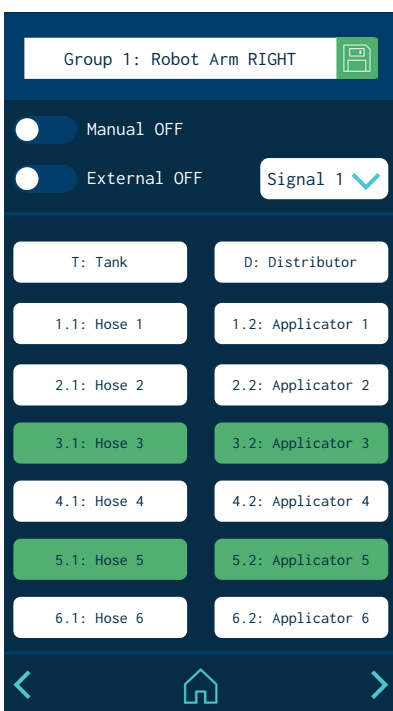 Group 1: Robot Arm RIGHT
Manual OFF
External OFF
Signal 1
T: Tank
D: Distributor
1.1: Hose 1
1.2: Applicator 1
2.1: Hose 2
2.2: Applicator 2
3.1: Hose 3
3.2: Applicator 3
4.1: Hose 4
4.2: Applicator 4
5.1: Hose 5
5.2: Applicator 5
6.1: Hose 6
6.2: Applicator 6